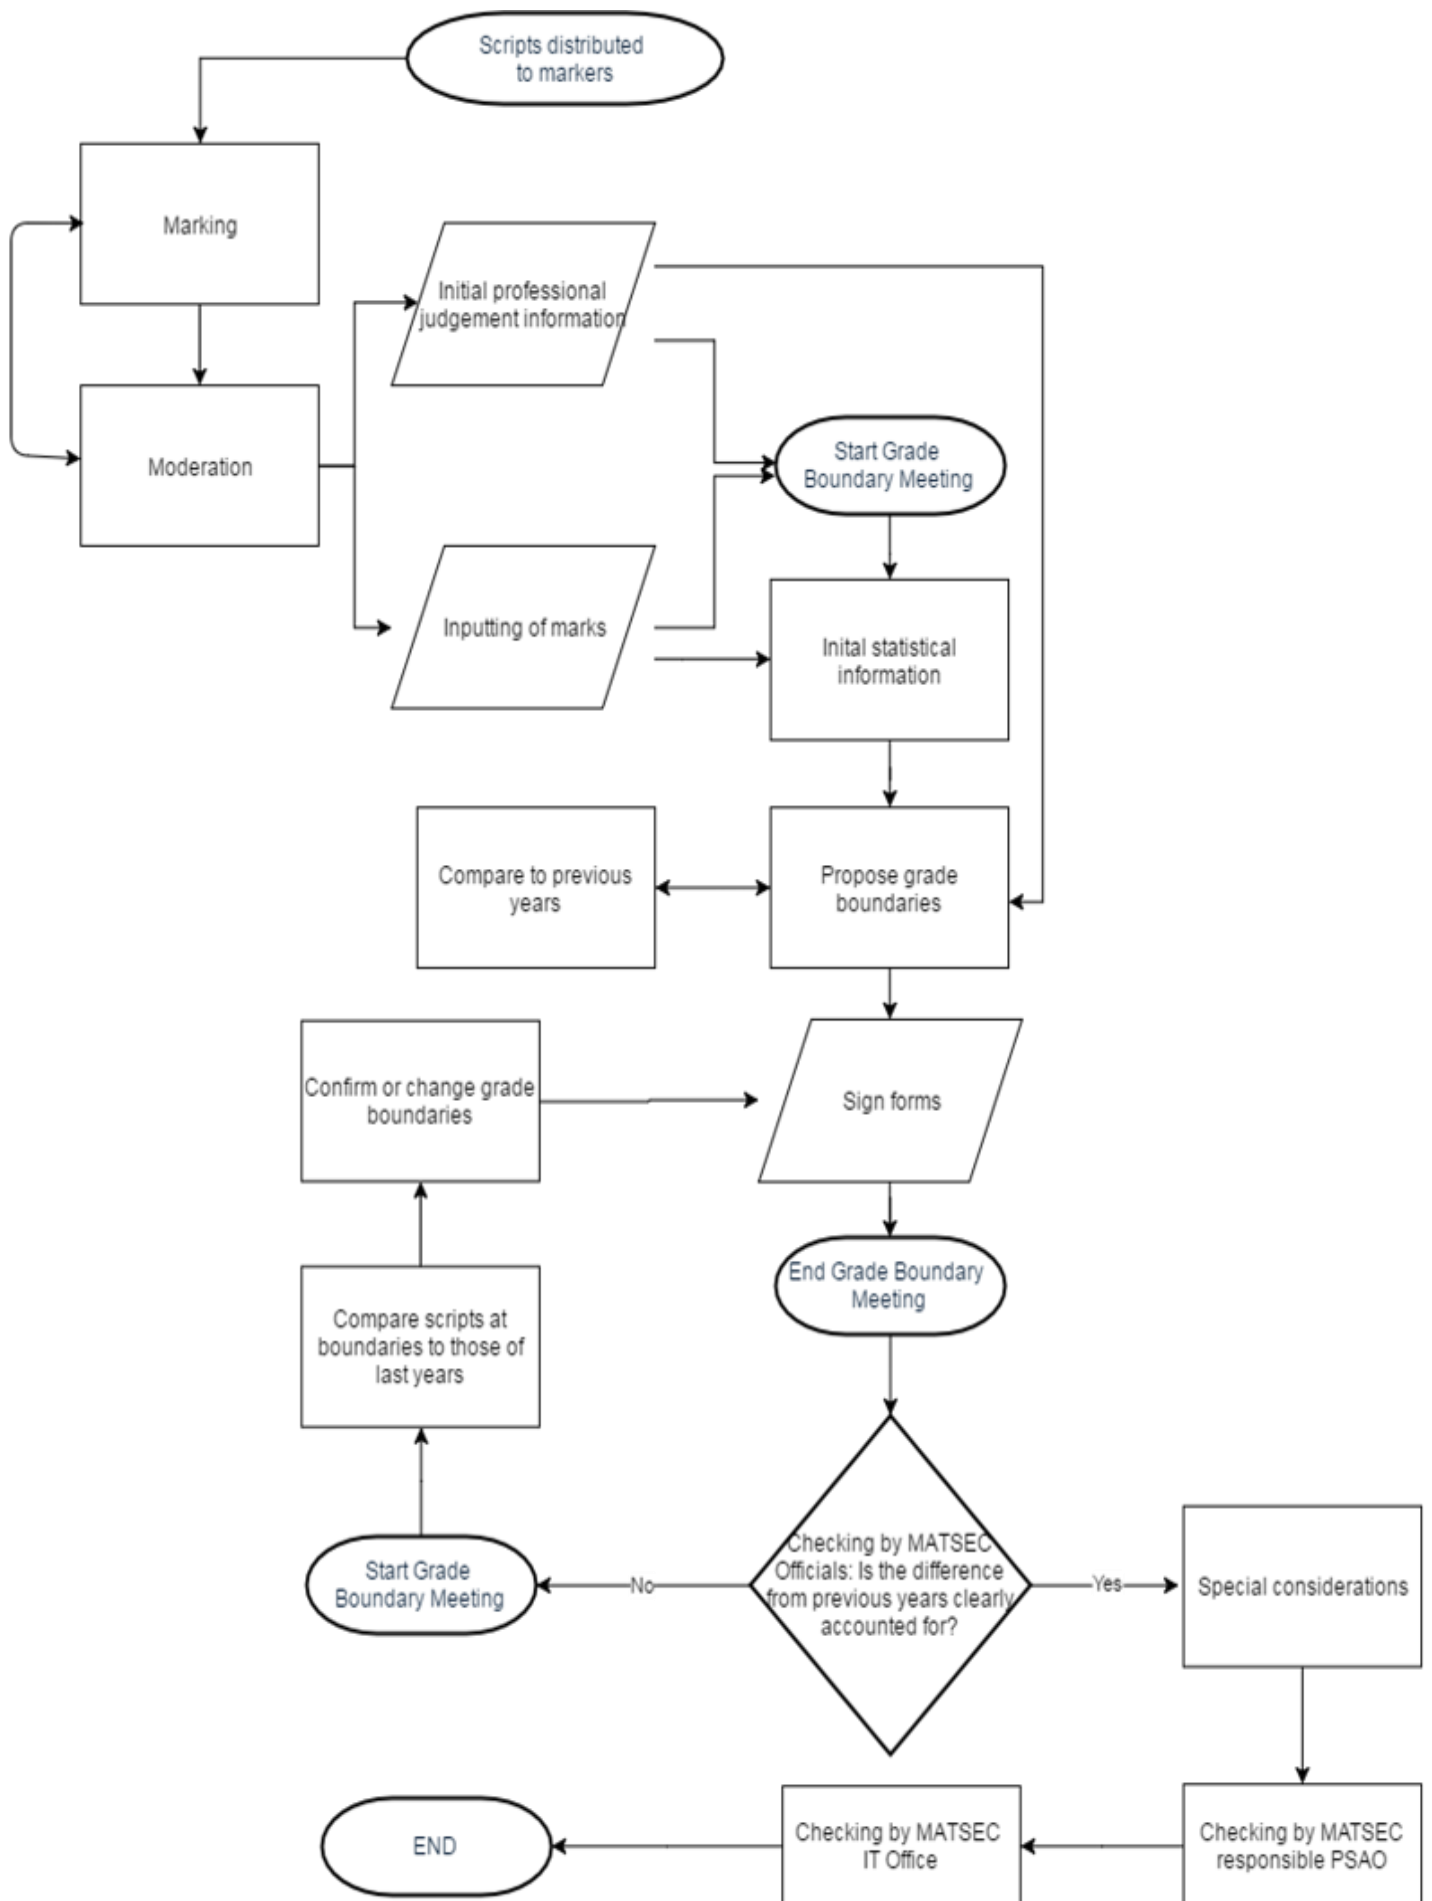 Scripts distributed
to markers
Marking
Initial professional
judgement information
Moderation
Start Grade
Boundary Meeting
Inputting of marks
Inital statistical
information
Compare to previous
years
Propose grade
boundaries
Confirm or change grade
boundaries
Sign forms
End Grade Boundary
Meeting
Compare scripts at
boundaries to those of
last years
Checking by MATSEC
Officials: Is the difference
from previous years clearly
accounted for?
No
Yes
Start Grade
Boundary Meeting
Special considerations
END
Checking by MATSEC
IT Office
Checking by MATSEC
responsible PSAO